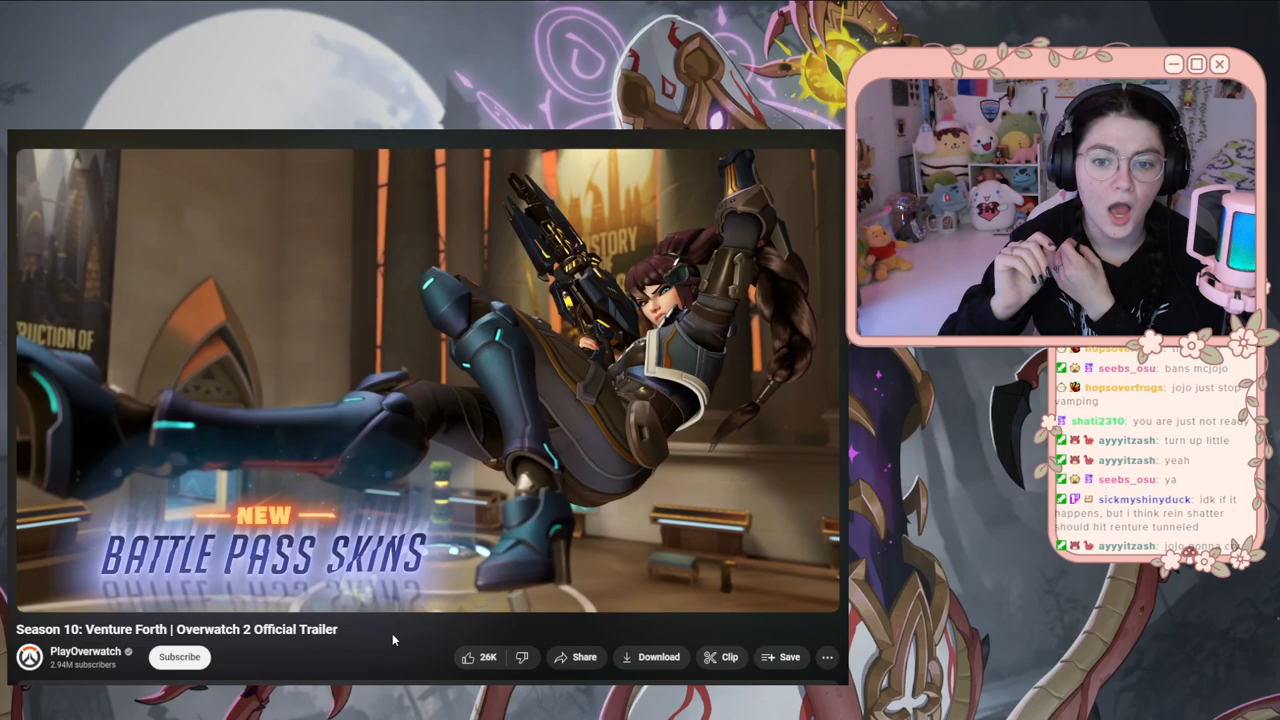 RUCTION OF
STORY
NEW
BATTLE PASS SKINS
Season 10: Venture Forth | Overwatch 2 Official Trailer
PlayOverwatch
2.94M subscribers
Subscribe
26K
Share
Download
Clip
Save
seebs_osu: bans mcjojo
hopsoverfrogs: jojo just stop
vamping
shati2310: you are just not ready
ayyyitzash: turn up little
ayyyitzash: yeah
seebs_osu: ya
sickmyshinyduck: idk if it
happens, but i think rein shatter
should hit renture tunneled
ayyyitzash: jojo gonna